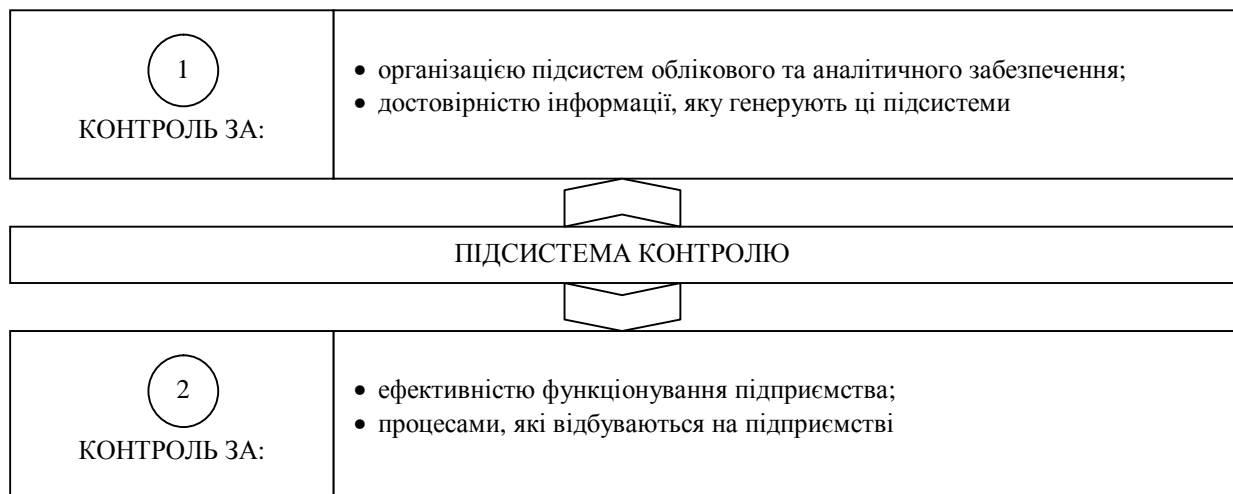 1
КОНТРОЛЬ ЗА:
• організацією підсистем облікового та аналітичного забезпечення;
• достовірністю інформації, яку генерують ці підсистеми
ПІДСИСТЕМА КОНТРОЛЮ
2
КОНТРОЛЬ ЗА:
• ефективністю функціонування підприємства;
• процесами, які відбуваються на підприємстві